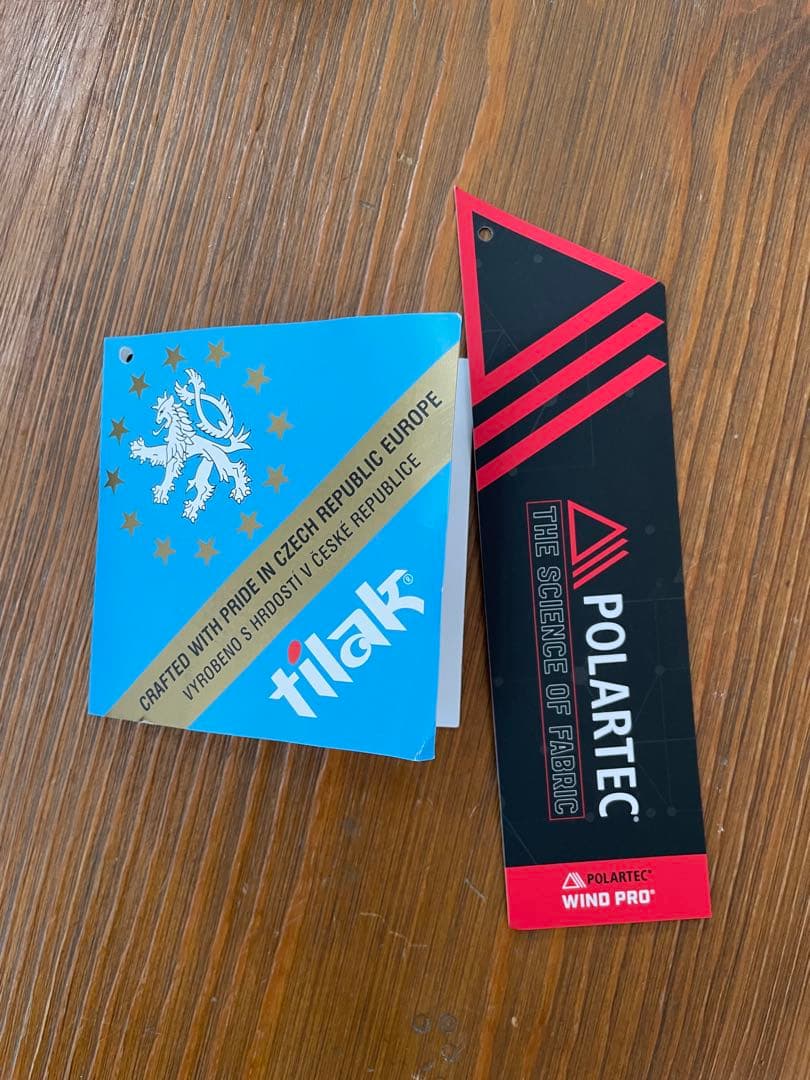 CRAFTED WITH PRIDE IN CZECH REPUBLIC EUROPE
VYROBENO S HRDOSTÍ V ČESKÉ REPUBLICE
tilak®
POLARTEC®
THE SCIENCE OF FABRIC
POLARTEC®
WIND PRO®